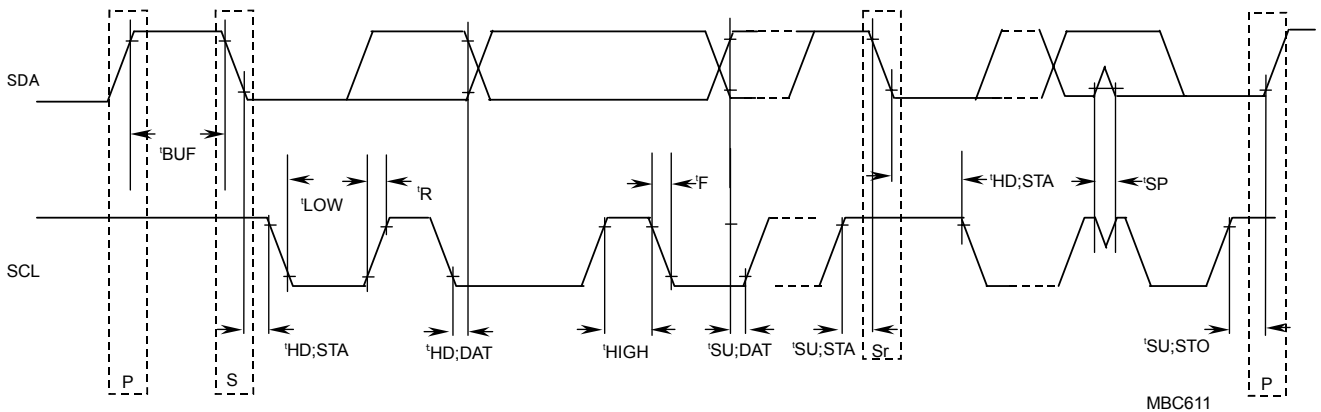 SDA
tBUF
tLOW
tR
tF
tHD;STA
tSP
SCL
tHD;STA
tHD;DAT
tHIGH
tSU;DAT
tSU;STA
Sr
tSU;STO
P
S
P
MBC611